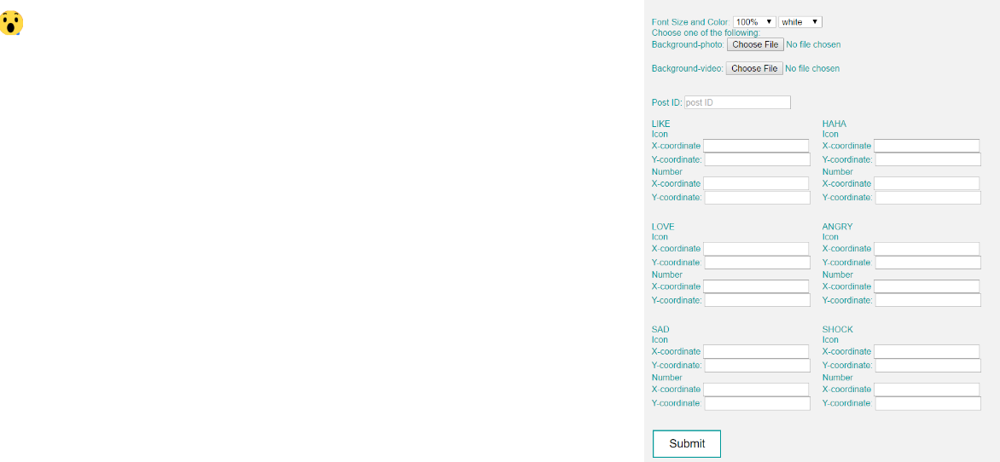 Font Size and Color: 100% white
Choose one of the following:
Background-photo: Choose File No file chosen
Background-video: Choose File No file chosen
Post ID: post ID
LIKE
Icon
X-coordinate
Y-coordinate:
Number
X-coordinate
Y-coordinate:
HAHA
Icon
X-coordinate
Y-coordinate:
Number
X-coordinate
Y-coordinate:
LOVE
Icon
X-coordinate
Y-coordinate:
Number
X-coordinate
Y-coordinate:
ANGRY
Icon
X-coordinate
Y-coordinate:
Number
X-coordinate
Y-coordinate:
SAD
Icon
X-coordinate
Y-coordinate:
Number
X-coordinate
Y-coordinate:
SHOCK
Icon
X-coordinate
Y-coordinate:
Number
X-coordinate
Y-coordinate:
Submit